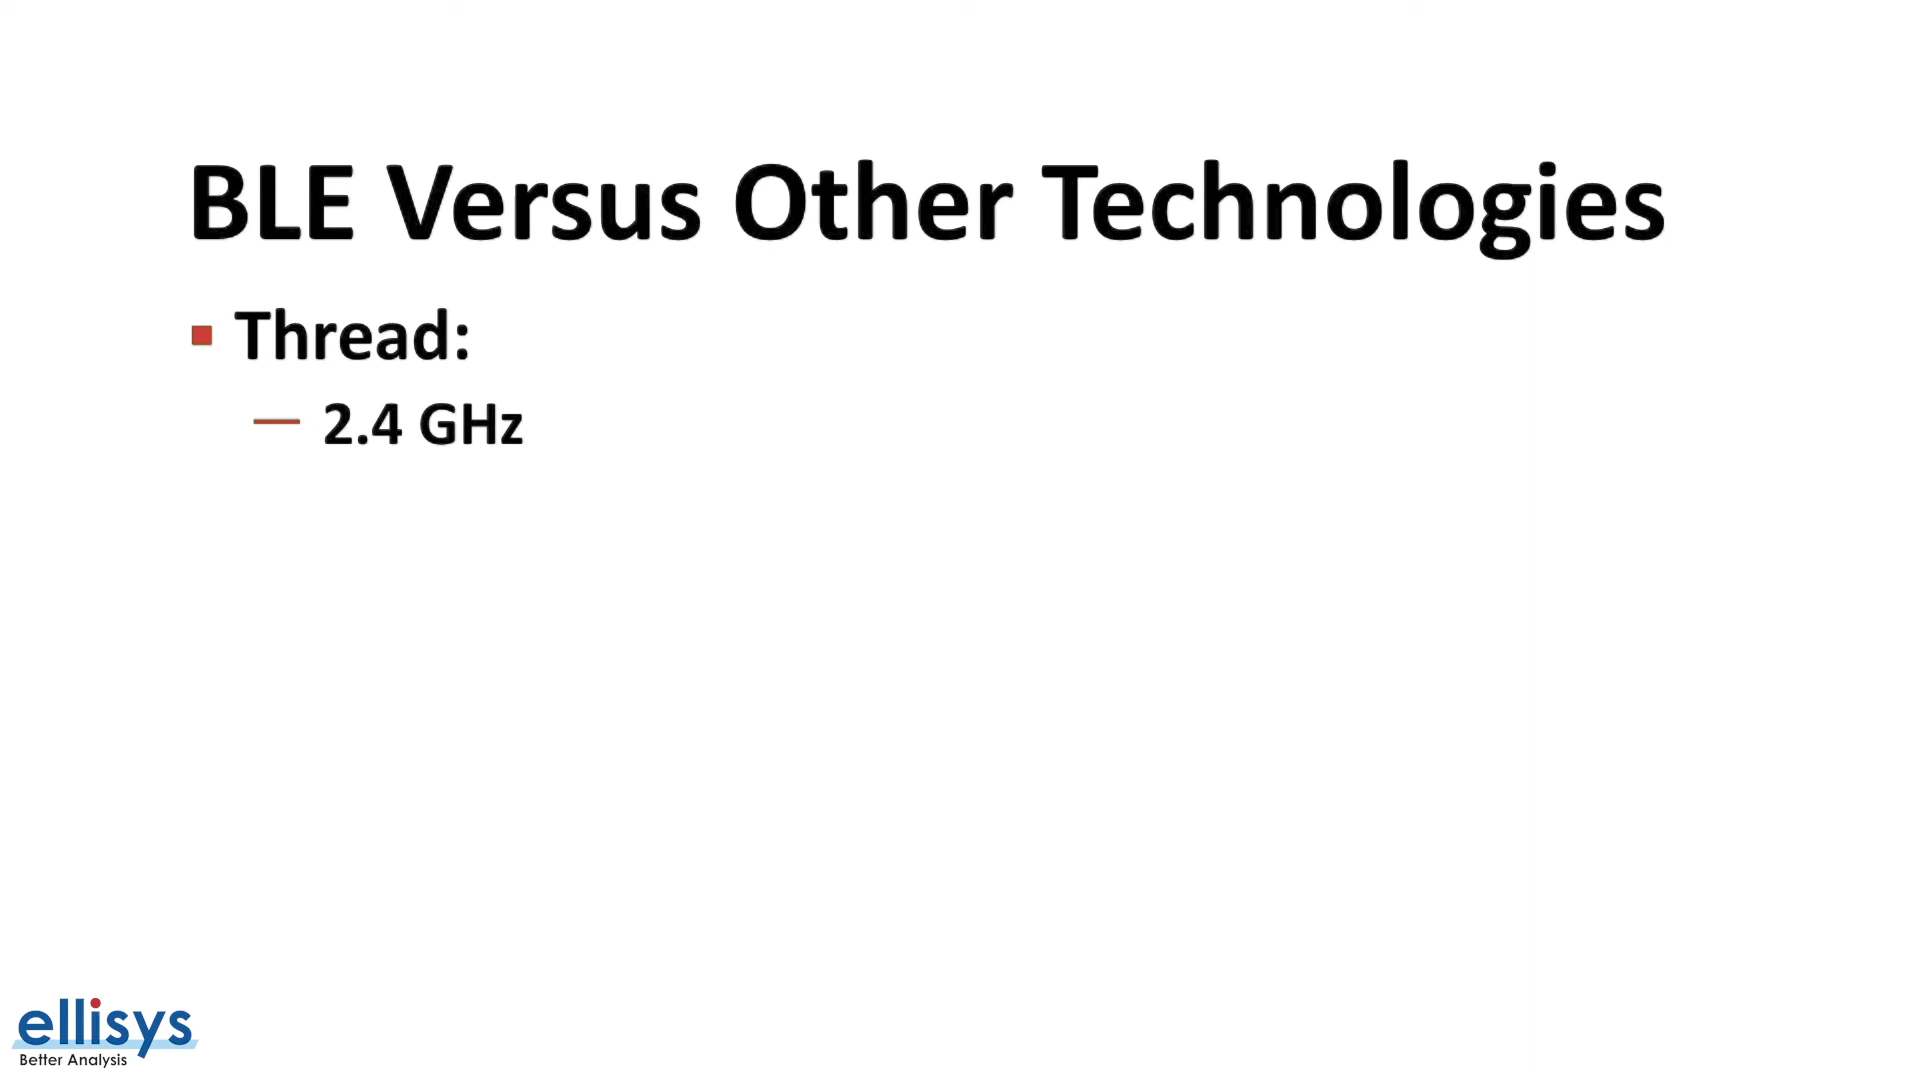 BLE Versus Other Technologies
Thread:
2.4 GHz
ellisys
Better Analysis